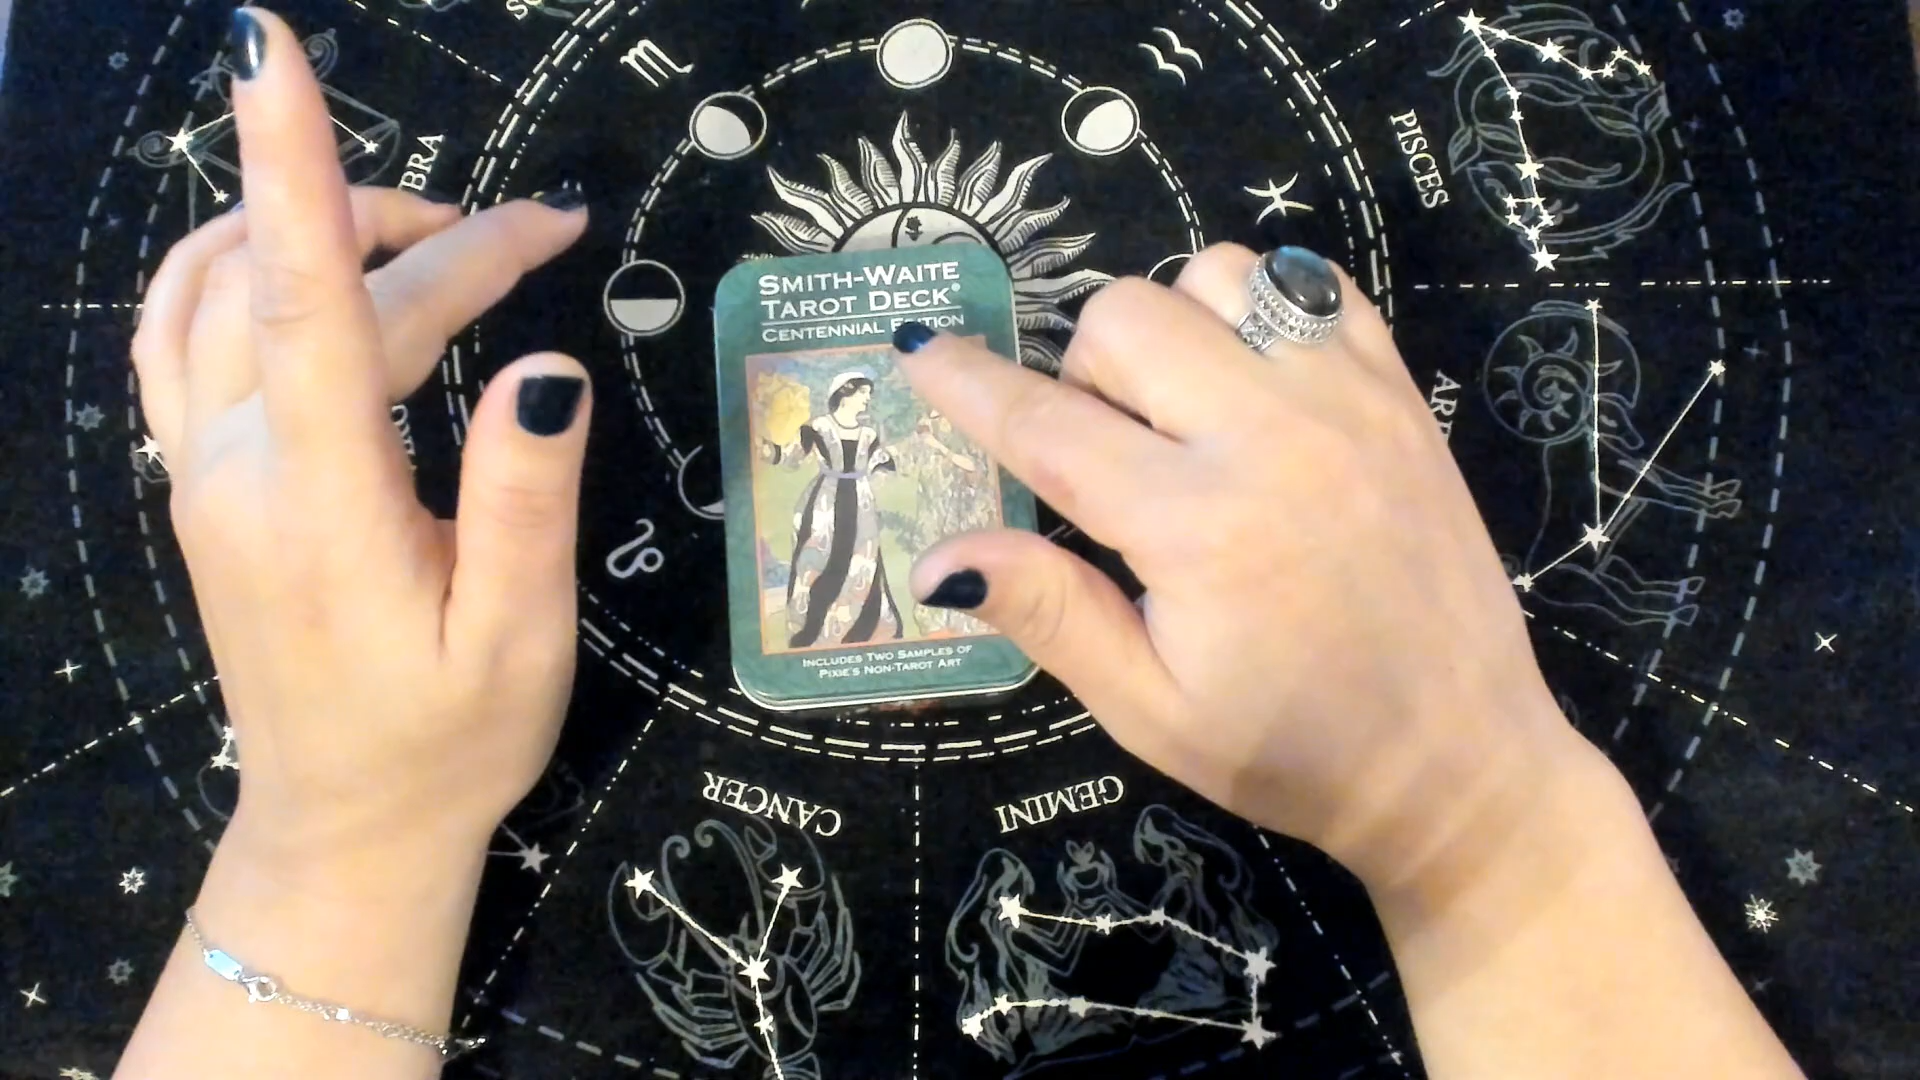 PISCES
SMITH-WAITE
TAROT DECK®
CENTENNIAL EDITION
INCLUDES TWO SAMPLES OF
PIXIE'S NON-TAROT ART
CANCER
GEMINI